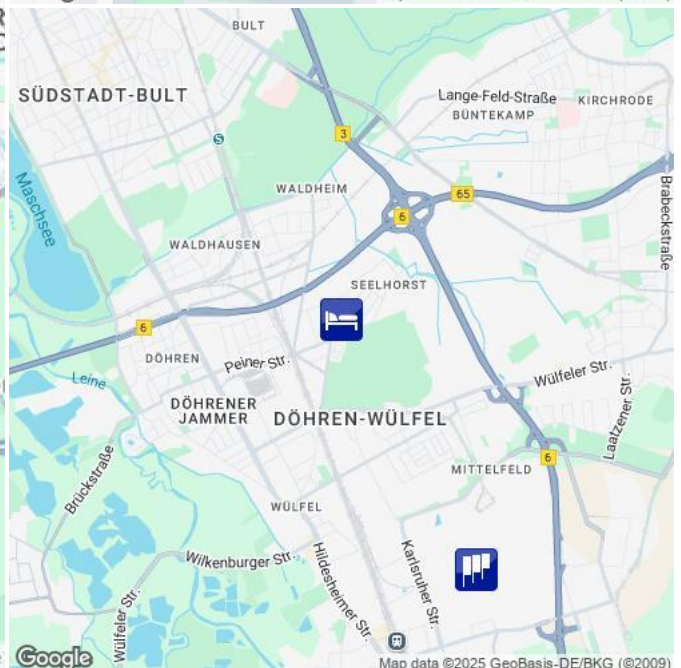 BULT
SÜDSTADT-BULT
Lange-Feld-Straße
KIRCHRODE
BÜNTEKAMP
S
3
Maschsee
WALDHEIM
65
6
Brabeckstraße
WALDHAUSEN
SEELHORST
6
DÖHREN
Peiner Str.
Leine
Wülfeler Str.
DÖHRENER
JAMMER
DÖHREN-WÜLFEL
Laatzener Str.
6
MITTELFELD
Brückstraße
WÜLFEL
Wilkenburger Str.
Hildesheimer Str.
Karlsruher Str.
Wülfeler Str.
Google
Map data ©2025 GeoBasis-DE/BKG (©2009)